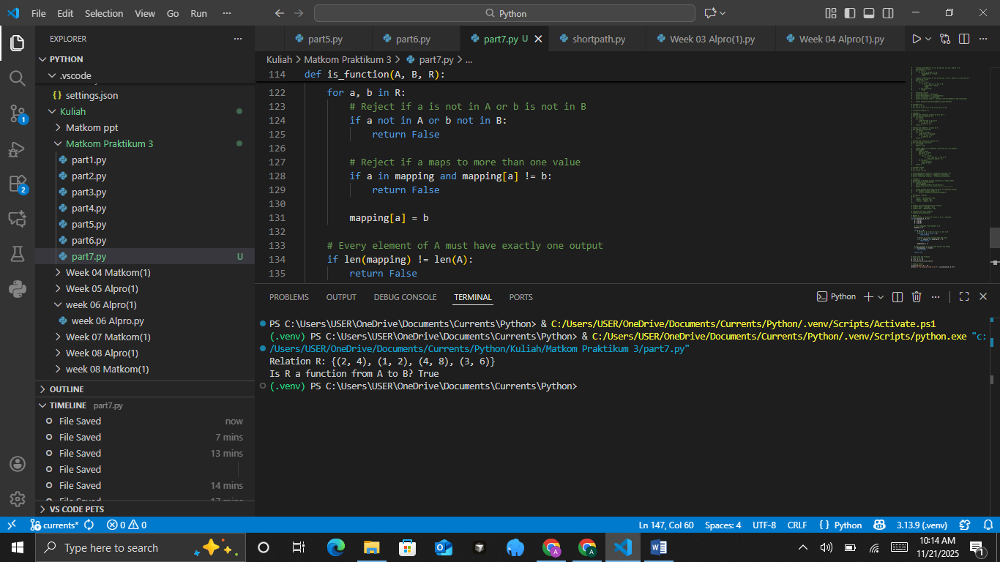 File Edit Selection View Go Run ··· Python
EXPLORER ···
part5.py part6.py part7.py U shortpath.py Week 03 Alpro(1).py Week 04 Alpro(1).py ···
PYTHON
.vscode
settings.json
Kuliah
Matkom ppt
Matkom Praktikum 3
part1.py
part2.py
part3.py
part4.py
part5.py
part6.py
part7.py U
Week 04 Matkom(1)
Week 05 Alpro(1)
week 06 Alpro(1)
week 06 Alpro.py
Week 07 Matkom(1)
Week 08 Alpro(1)
week 08 Matkom(1)
OUTLINE
TIMELINE part7.py
File Saved now
File Saved 7 mins
File Saved 13 mins
File Saved
File Saved 14 mins
File Saved 17 mins
VS CODE PETS
1
2
Kuliah > Matkom Praktikum 3 > part7.py > ...
114 def is_function(A, B, R):
122 for a, b in R:
123 # Reject if a is not in A or b is not in B
124 if a not in A or b not in B:
125 return False
126
127 # Reject if a maps to more than one value
128 if a in mapping and mapping[a] != b:
129 return False
130
131 mapping[a] = b
132
133 # Every element of A must have exactly one output
134 if len(mapping) != len(A):
135 return False
PROBLEMS OUTPUT DEBUG CONSOLE TERMINAL PORTS Python ···
PS C:\Users\USER\OneDrive\Documents\Currents\Python> & C:/Users/USER/OneDrive/Documents/Currents/Python/.venv/Scripts/Activate.ps1
(.venv) PS C:\Users\USER\OneDrive\Documents\Currents\Python> & C:/Users/USER/OneDrive/Documents/Currents/Python/.venv/Scripts/python.exe "c:
/Users/USER/OneDrive/Documents/Currents/Python/Kuliah/Matkom Praktikum 3/part7.py"
Relation R: {(2, 4), (1, 2), (4, 8), (3, 6)}
Is R a function from A to B? True
(.venv) PS C:\Users\USER\OneDrive\Documents\Currents\Python>
currents* 0 0 Ln 147, Col 60 Spaces: 4 UTF-8 CRLF {} Python 3.13.9 (.venv)
Type here to search 10:14 AM
11/21/2025 1